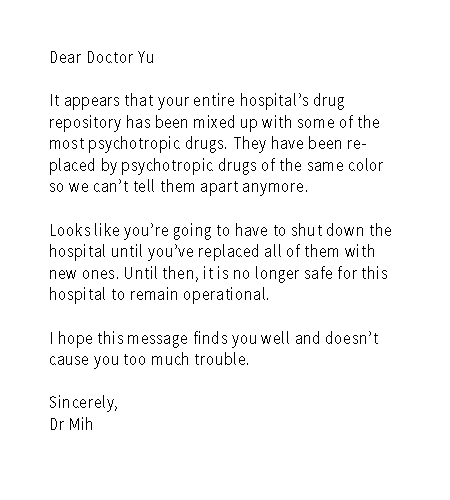 Dear Doctor Yu
It appears that your entire hospital’s drug
repository has been mixed up with some of the
most psychotropic drugs. They have been re-
placed by psychotropic drugs of the same color
so we can’t tell them apart anymore.
Looks like you’re going to have to shut down the
hospital until you’ve replaced all of them with
new ones. Until then, it is no longer safe for this
hospital to remain operational.
I hope this message finds you well and doesn’t
cause you too much trouble.
Sincerely,
Dr Mih